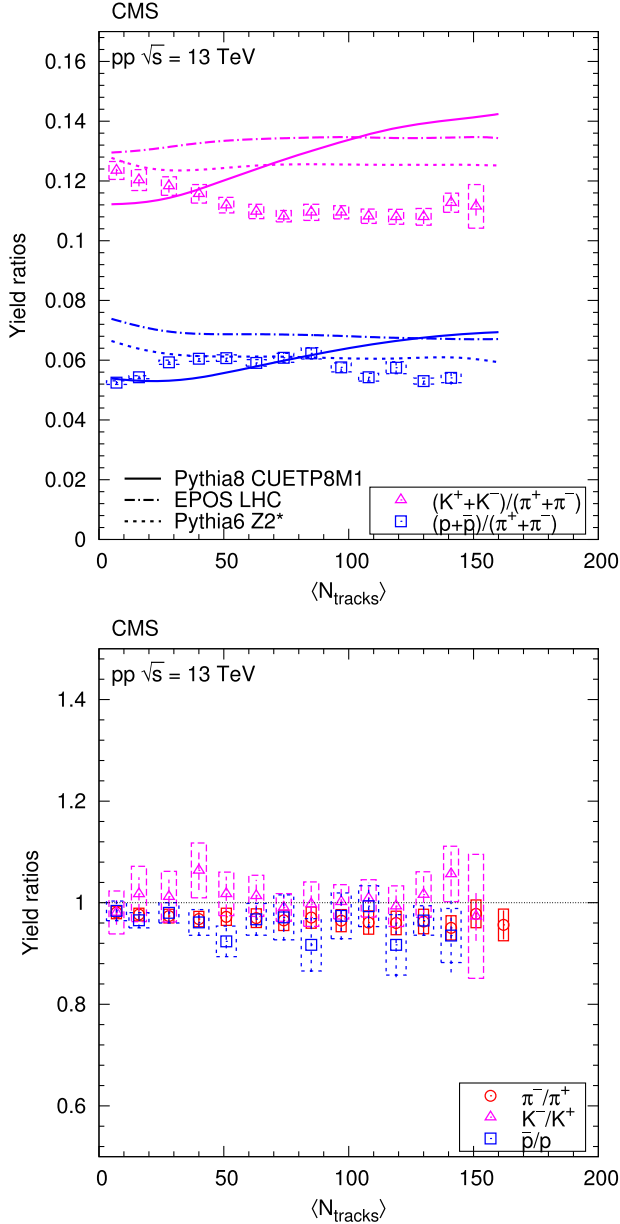 CMS
pp √s = 13 TeV
0.16
0.14
0.12
0.1
0.08
0.06
0.04
0.02
0
Yield ratios
Pythia8 CUETP8M1
EPOS LHC
Pythia6 Z2*
(K⁺+K⁻)/(π⁺+π⁻)
(p+p̄)/(π⁺+π⁻)
0 50 100 150 200
⟨N_tracks⟩
CMS
pp √s = 13 TeV
1.4
1.2
1
0.8
0.6
Yield ratios
π⁻/π⁺
K⁻/K⁺
p̄/p
0 50 100 150 200
⟨N_tracks⟩